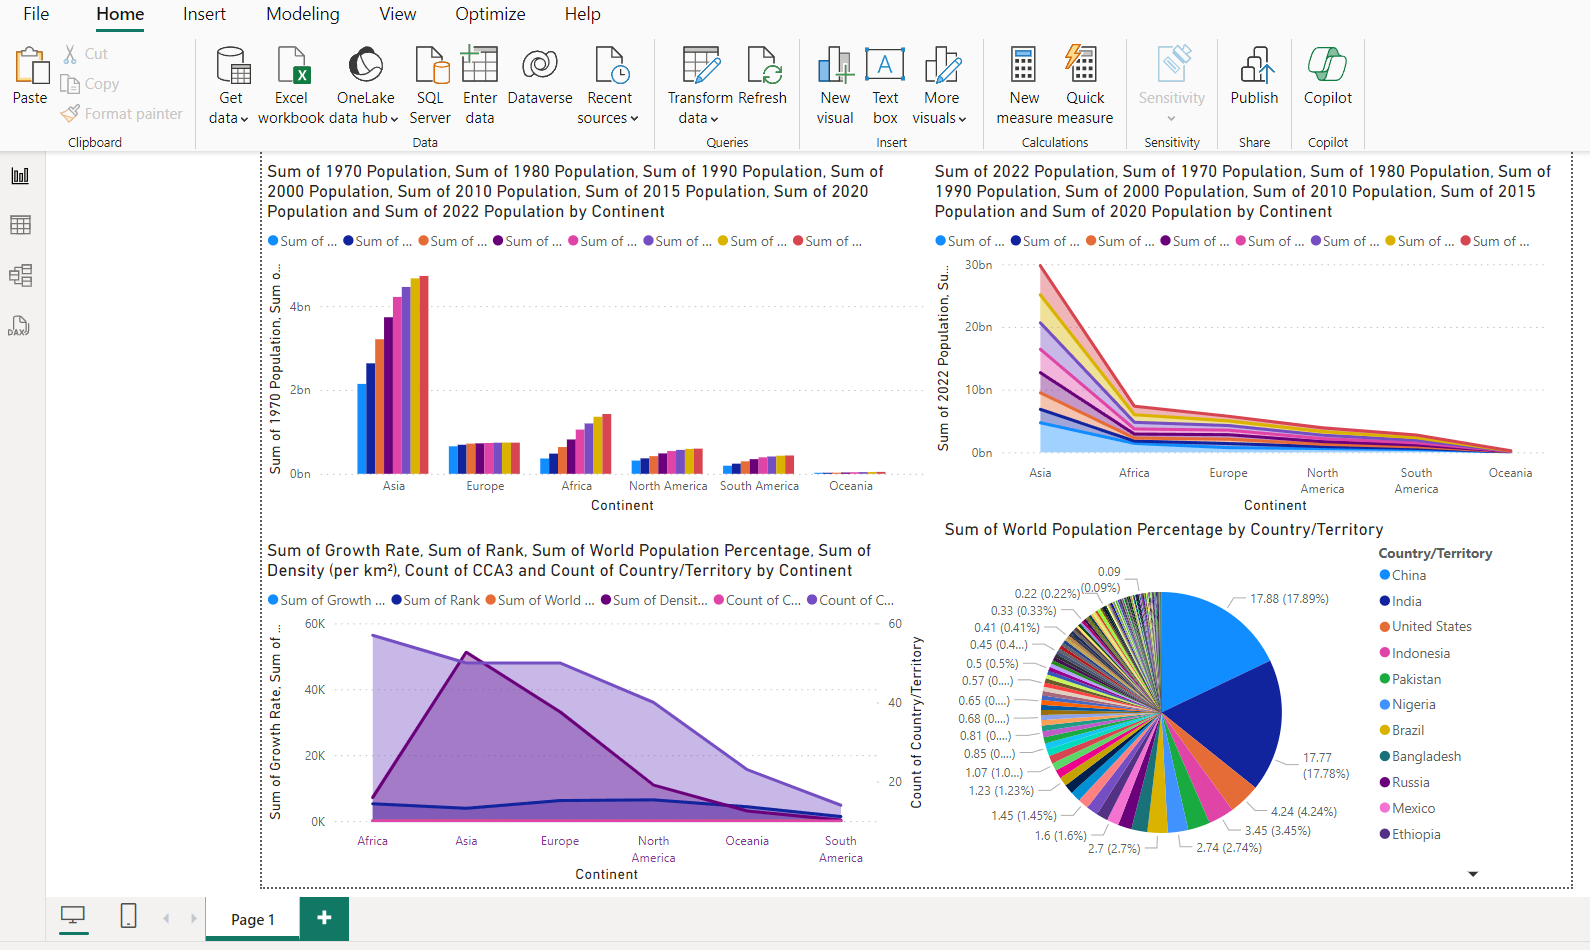 File Home Insert Modeling View Optimize Help
Paste
Cut
Copy
Format painter
Clipboard
Get data
Excel workbook
OneLake data hub
SQL Server
Enter data
Dataverse
Recent sources
Data
Transform data
Refresh
Queries
New visual
Text box
A
More visuals
Insert
New measure
Quick measure
Calculations
Sensitivity
Sensitivity
Publish
Share
Copilot
Copilot
DAX
Sum of 1970 Population, Sum of 1980 Population, Sum of 1990 Population, Sum of
2000 Population, Sum of 2010 Population, Sum of 2015 Population, Sum of 2020
Population and Sum of 2022 Population by Continent
Sum of ... Sum of ... Sum of ... Sum of ... Sum of ... Sum of ... Sum of ... Sum of ...
Sum of 1970 Population, Sum o...
4bn
2bn
0bn
Asia Europe Africa North America South America Oceania
Continent
Sum of 2022 Population, Sum of 1970 Population, Sum of 1980 Population, Sum of
1990 Population, Sum of 2000 Population, Sum of 2010 Population, Sum of 2015
Population and Sum of 2020 Population by Continent
Sum of ... Sum of ... Sum of ... Sum of ... Sum of ... Sum of ... Sum of ... Sum of ...
Sum of 2022 Population, Su...
30bn
20bn
10bn
0bn
Asia Africa Europe North America South America Oceania
Continent
Sum of Growth Rate, Sum of Rank, Sum of World Population Percentage, Sum of
Density (per km²), Count of CCA3 and Count of Country/Territory by Continent
Sum of Growth ... Sum of Rank Sum of World ... Sum of Densit... Count of C... Count of C...
Sum of Growth Rate, Sum of ...
60K
40K
20K
0K
60
40
20
Count of Country/Territory
Africa Asia Europe North America Oceania South America
Continent
Sum of World Population Percentage by Country/Territory
0.09 (0.09%)
0.22 (0.22%)
0.33 (0.33%)
0.41 (0.41%)
0.45 (0.4...)
0.5 (0.5%)
0.57 (0....)
0.65 (0....)
0.68 (0....)
0.81 (0....)
0.85 (0....)
1.07 (1.0...)
1.23 (1.23%)
1.45 (1.45%)
1.6 (1.6%)
2.7 (2.7%)
2.74 (2.74%)
3.45 (3.45%)
4.24 (4.24%)
17.77 (17.78%)
17.88 (17.89%)
Country/Territory
China
India
United States
Indonesia
Pakistan
Nigeria
Brazil
Bangladesh
Russia
Mexico
Ethiopia
Page 1